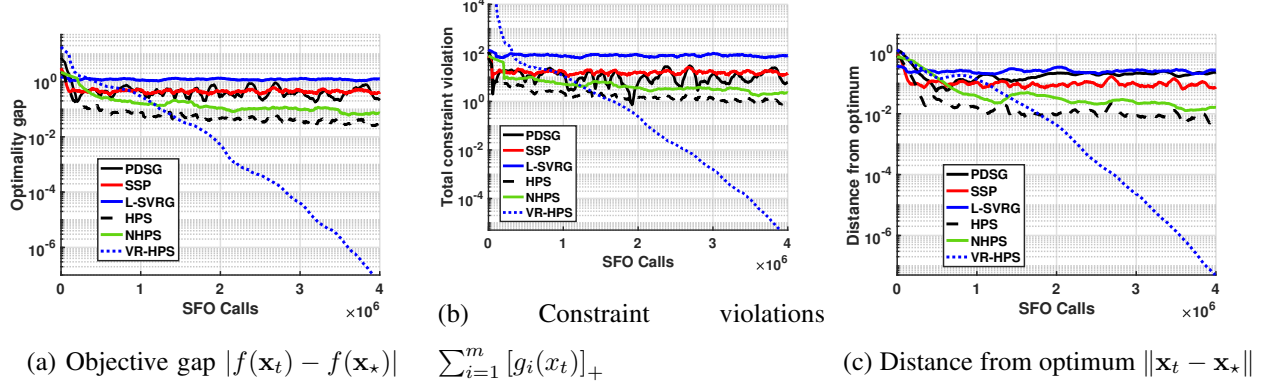 Optimality gap
10^0
10^-2
10^-4
10^-6
PDSG
SSP
L-SVRG
HPS
NHPS
VR-HPS
0 1 2 3 4
SFO Calls
×10^6
(a) Objective gap |f(x_t) − f(x_⋆)|
Total constraint violation
10^4
10^2
10^0
10^-2
10^-4
PDSG
SSP
L-SVRG
HPS
NHPS
VR-HPS
0 1 2 3 4
SFO Calls
×10^6
(b) Constraint violations
∑_{i=1}^m [g_i(x_t)]_+
Distance from optimum
10^0
10^-2
10^-4
10^-6
PDSG
SSP
L-SVRG
HPS
NHPS
VR-HPS
0 1 2 3 4
SFO Calls
×10^6
(c) Distance from optimum ‖x_t − x_⋆‖